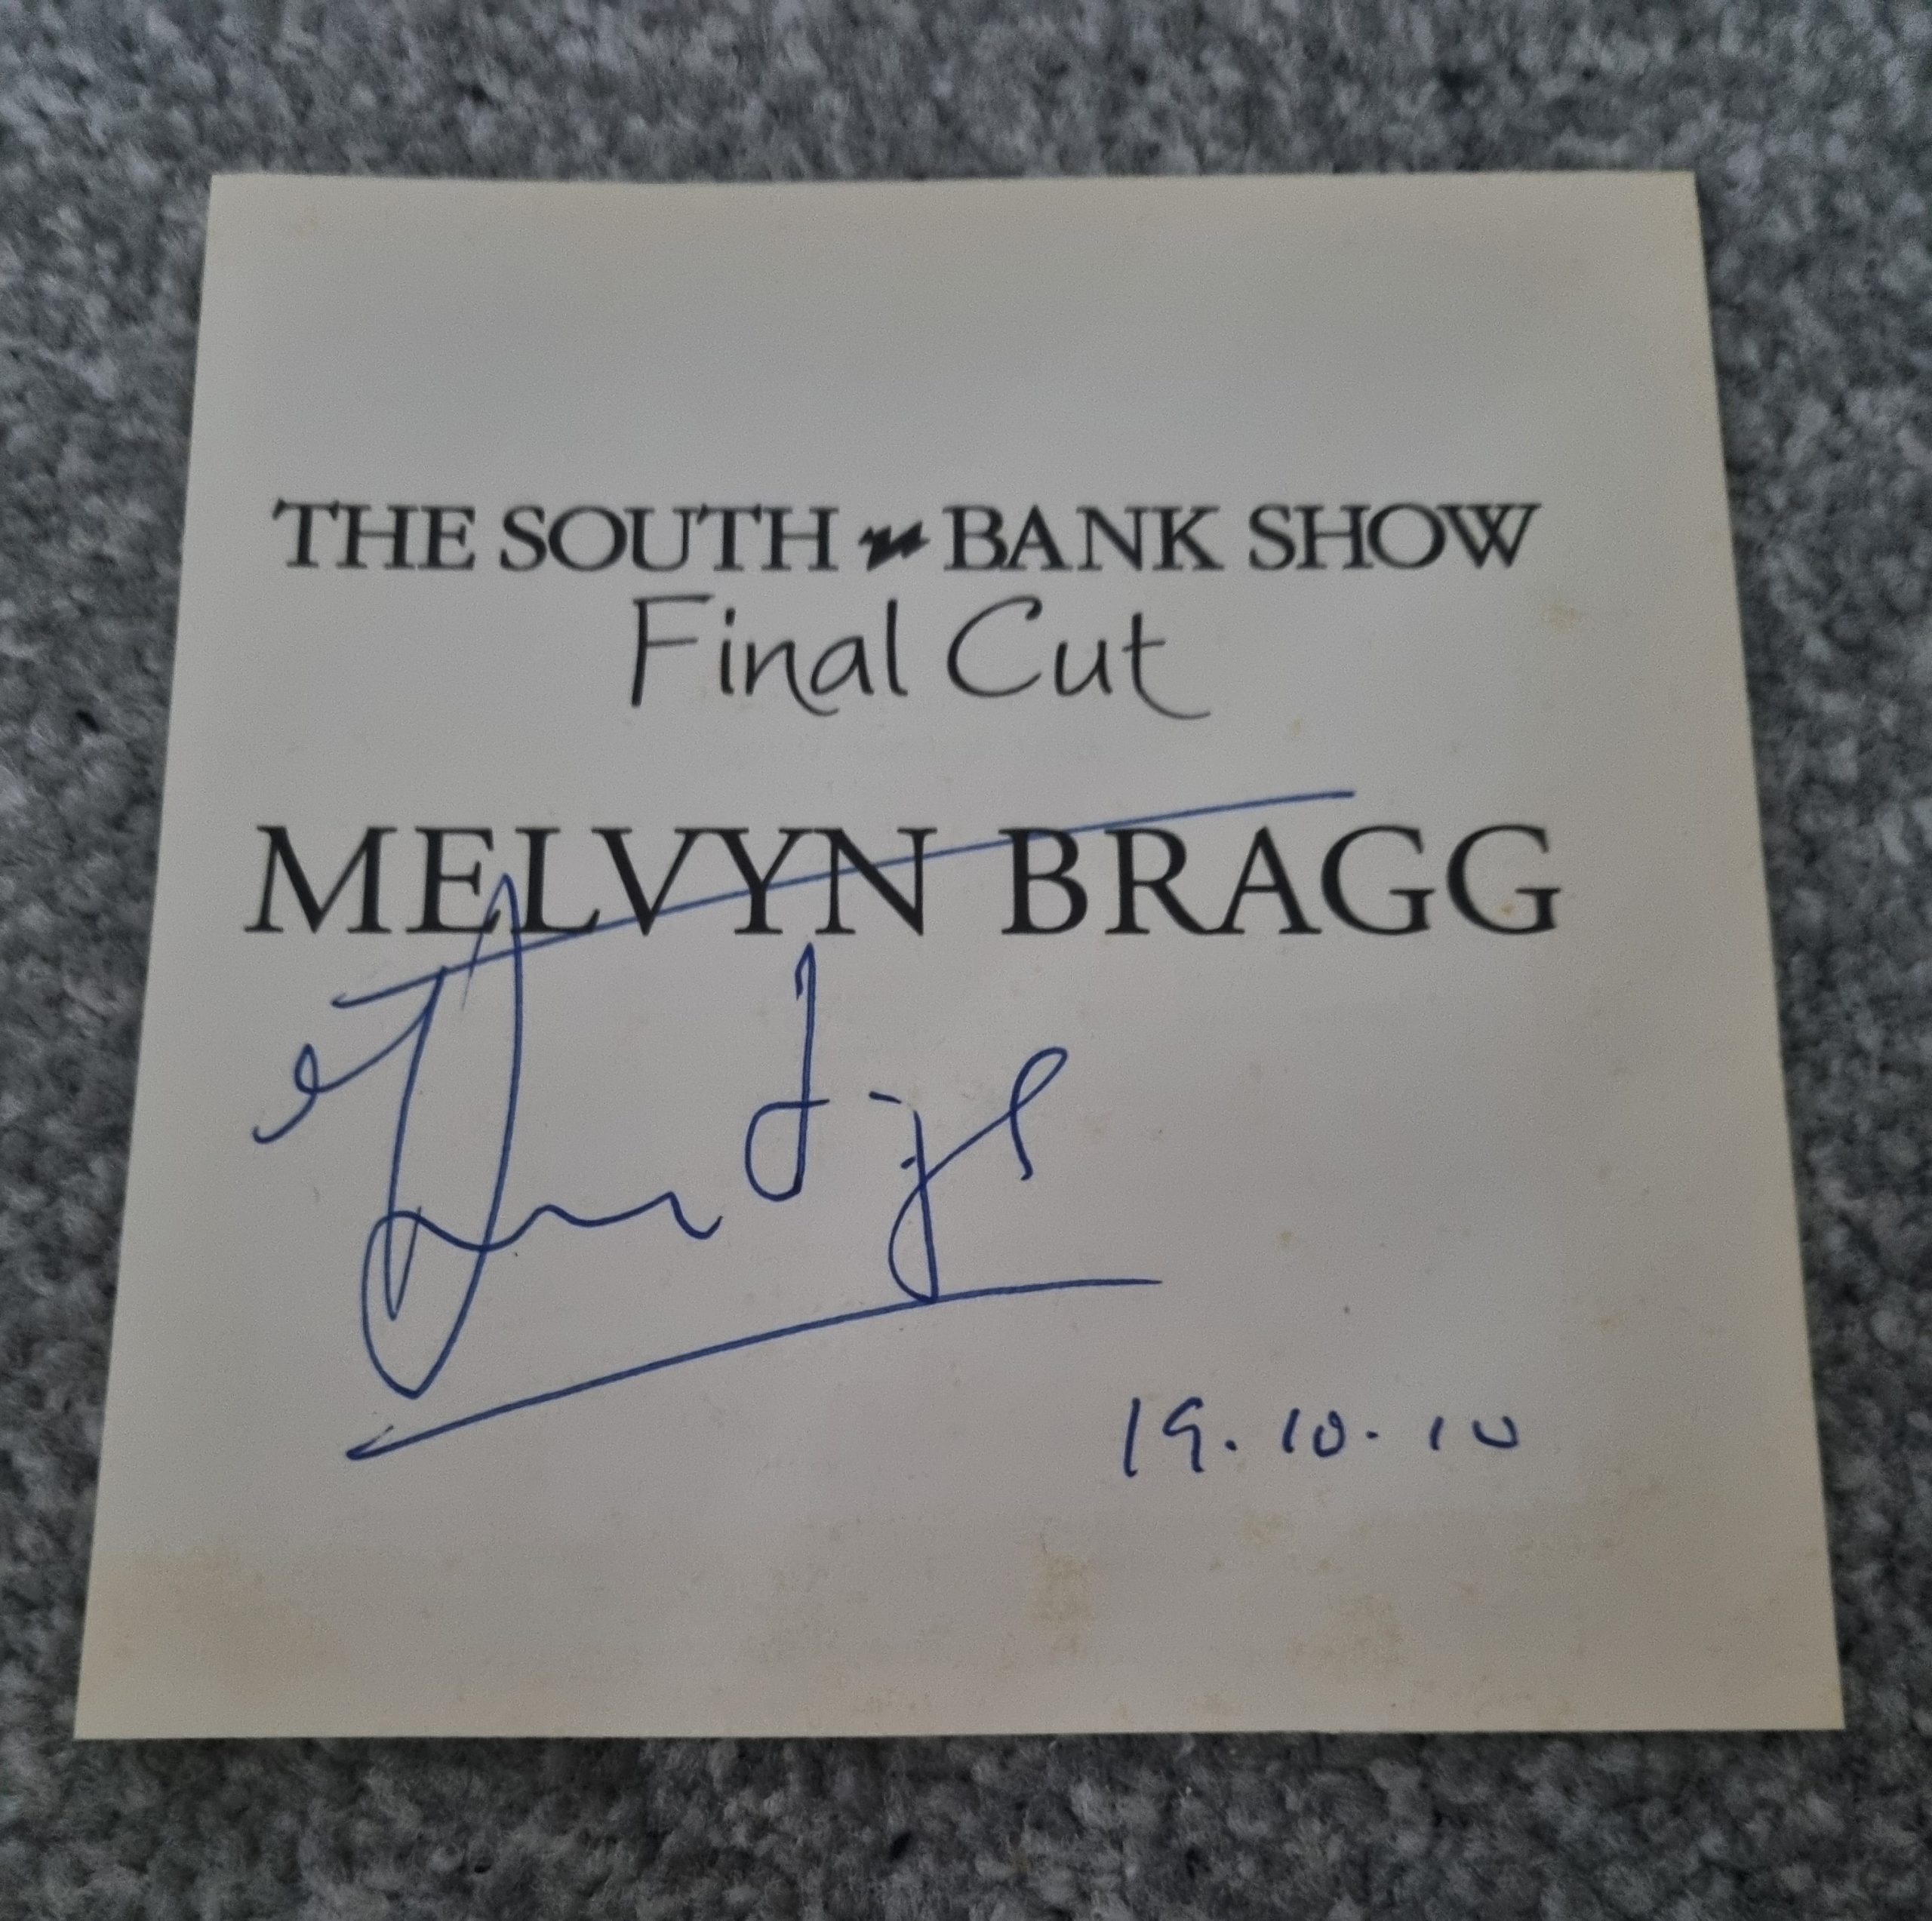 THE SOUTH BANK SHOW
Final Cut
MELVYN BRAGG
19.10.10